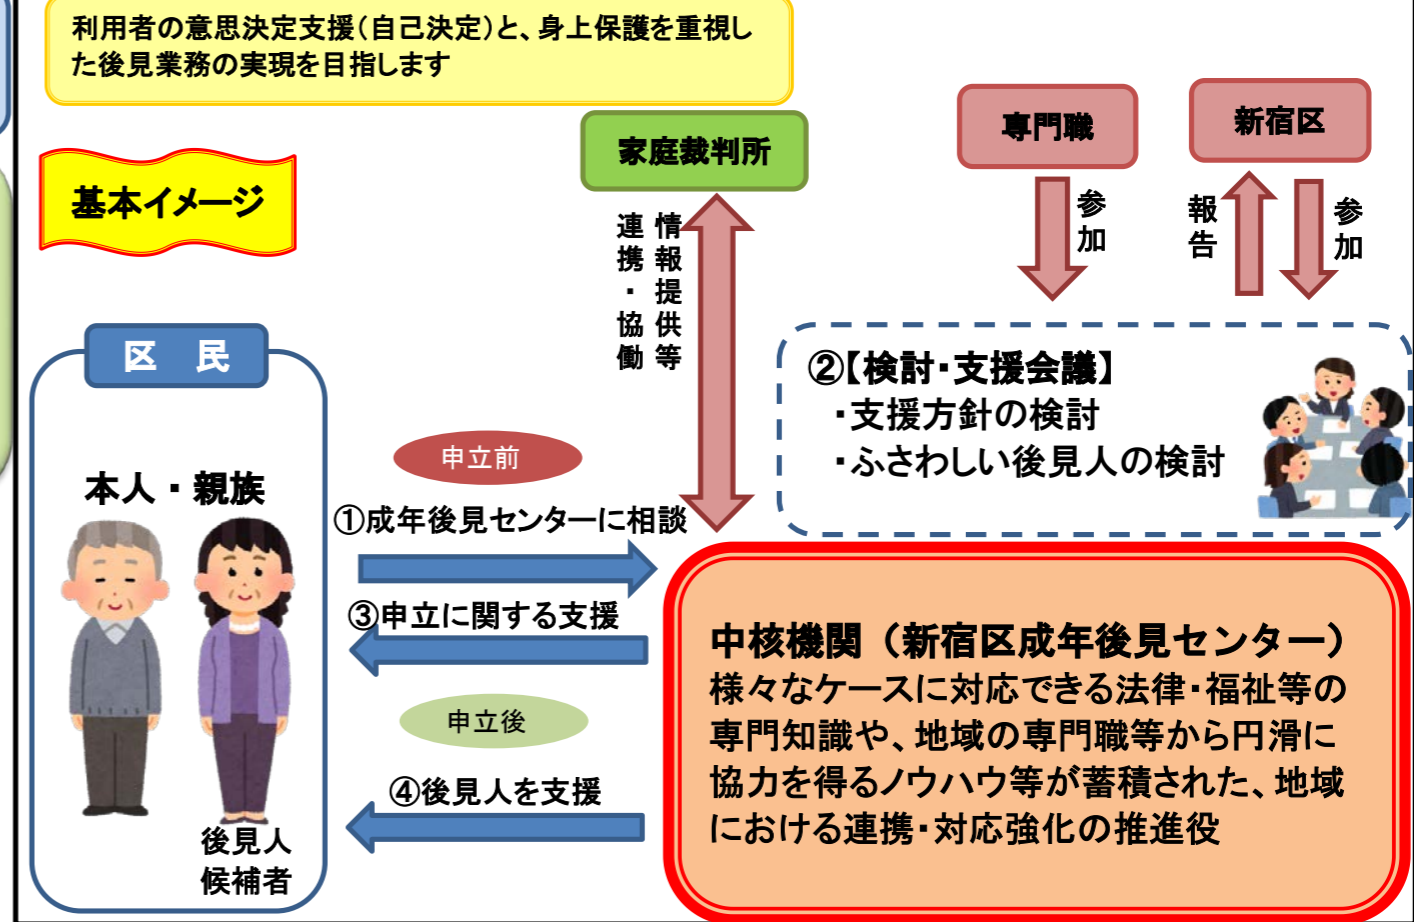 利用者の意思決定支援(自己決定)と、身上保護を重視し
た後見業務の実現を目指します
基本イメージ
家庭裁判所
専門職
新宿区
情報提供等
連携・協働
参加
報告
参加
区　民
本人・親族
後見人
候補者
申立前
①成年後見センターに相談
③申立に関する支援
申立後
④後見人を支援
②【検討・支援会議】
・支援方針の検討
・ふさわしい後見人の検討
中核機関（新宿区成年後見センター）
様々なケースに対応できる法律・福祉等の
専門知識や、地域の専門職等から円滑に
協力を得るノウハウ等が蓄積された、地域
における連携・対応強化の推進役